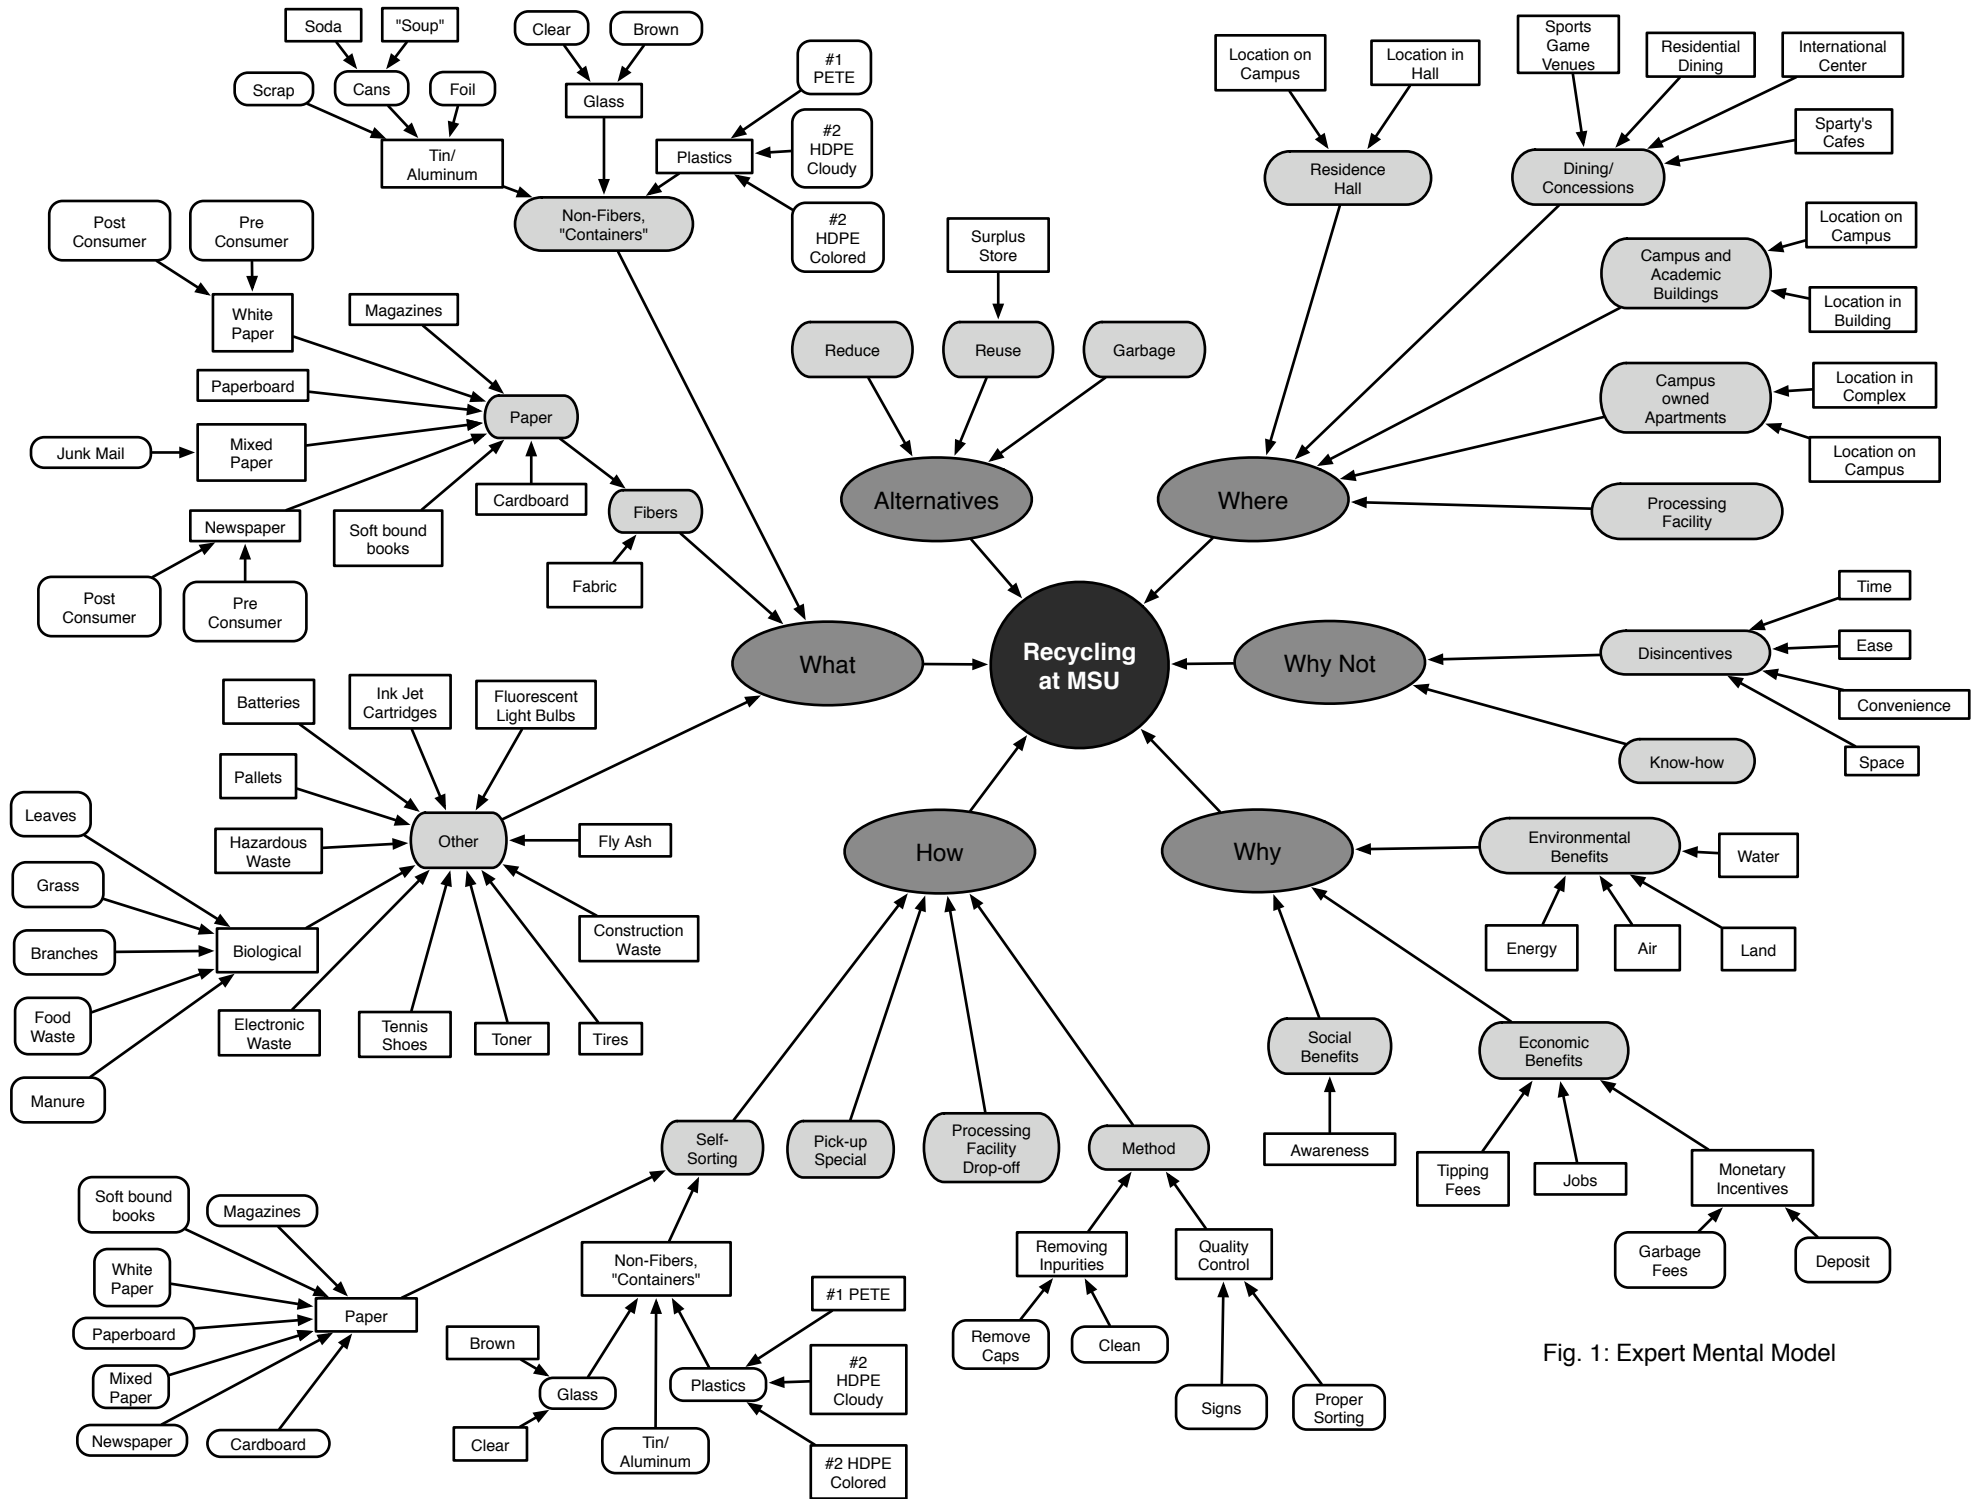 Soda
"Soup"
Scrap
Cans
Foil
Tin/
Aluminum
Clear
Brown
Glass
#1
PETE
#2
HDPE
Cloudy
Plastics
#2
HDPE
Colored
Non-Fibers,
"Containers"
Post
Consumer
Pre
Consumer
White
Paper
Magazines
Paperboard
Junk Mail
Mixed
Paper
Paper
Cardboard
Newspaper
Soft bound
books
Fibers
Fabric
Post
Consumer
Pre
Consumer
Surplus
Store
Reduce
Reuse
Garbage
Alternatives
Location on
Campus
Location in
Hall
Residence
Hall
Sports
Game
Venues
Residential
Dining
International
Center
Sparty's
Cafes
Dining/
Concessions
Location on
Campus
Campus and
Academic
Buildings
Location in
Building
Campus
owned
Apartments
Location in
Complex
Location on
Campus
Where
Processing
Facility
What
Recycling
at MSU
Why Not
Disincentives
Time
Ease
Convenience
Space
Know-how
Batteries
Ink Jet
Cartridges
Fluorescent
Light Bulbs
Pallets
Hazardous
Waste
Other
Fly Ash
Construction
Waste
Leaves
Grass
Branches
Food
Waste
Manure
Biological
Electronic
Waste
Tennis
Shoes
Toner
Tires
How
Why
Environmental
Benefits
Water
Energy
Air
Land
Social
Benefits
Awareness
Economic
Benefits
Tipping
Fees
Jobs
Monetary
Incentives
Garbage
Fees
Deposit
Self-
Sorting
Pick-up
Special
Processing
Facility
Drop-off
Method
Removing
Inpurities
Quality
Control
Remove
Caps
Clean
Signs
Proper
Sorting
Soft bound
books
Magazines
White
Paper
Paperboard
Mixed
Paper
Newspaper
Cardboard
Paper
Non-Fibers,
"Containers"
Brown
Glass
Clear
Tin/
Aluminum
Plastics
#1 PETE
#2
HDPE
Cloudy
#2 HDPE
Colored
Fig. 1: Expert Mental Model